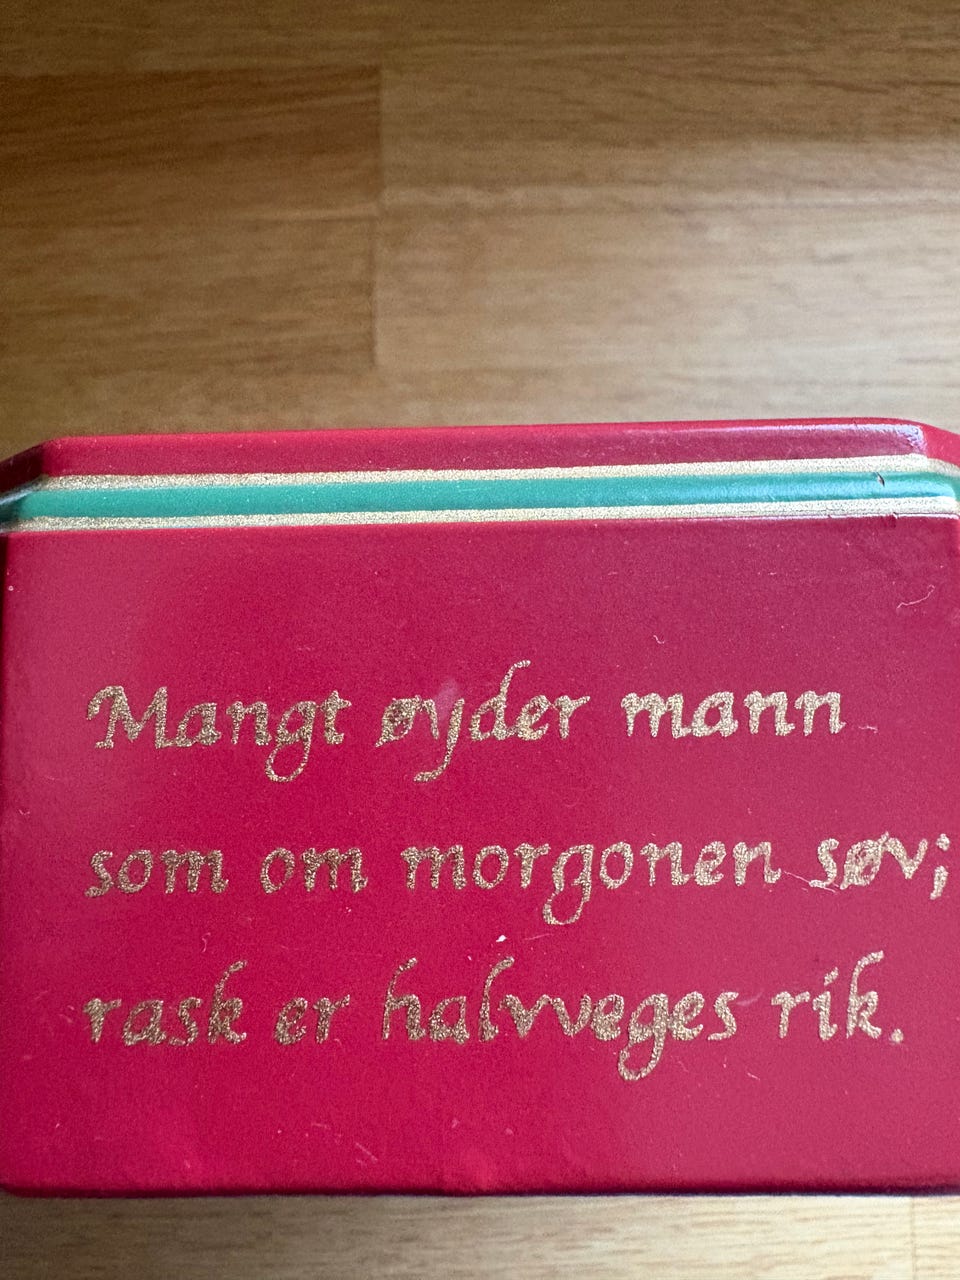 Mangt øyder mann
som om morgonen søv;
rask er halvveges rik.